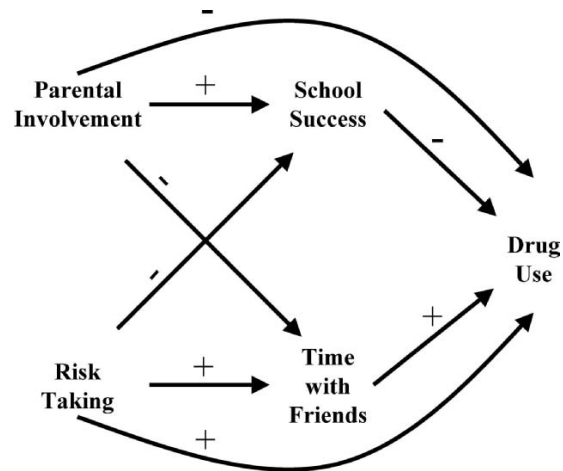 -
Parental
Involvement
+
School
Success
-
-
-
Drug
Use
+
Risk
Taking
+
Time
with
Friends
+